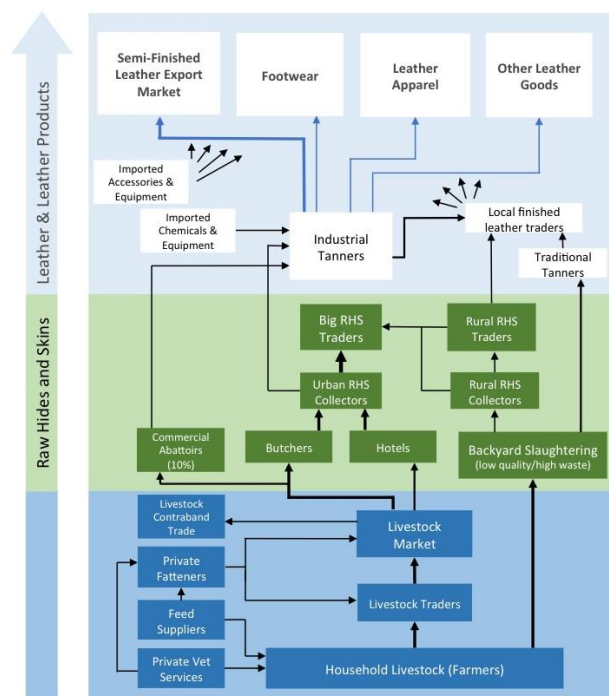 Leather & Leather Products
Raw Hides and Skins
Semi-Finished
Leather Export
Market
Footwear
Leather
Apparel
Other Leather
Goods
Imported
Accessories &
Equipment
Imported
Chemicals &
Equipment
Industrial
Tanners
Local finished
leather traders
Traditional
Tanners
Big RHS
Traders
Rural RHS
Traders
Urban RHS
Collectors
Rural RHS
Collectors
Commercial
Abattoirs
(10%)
Butchers
Hotels
Backyard Slaughtering
(low quality/high waste)
Livestock
Contraband
Trade
Livestock
Market
Private
Fatteners
Livestock Traders
Feed
Suppliers
Private Vet
Services
Household Livestock (Farmers)